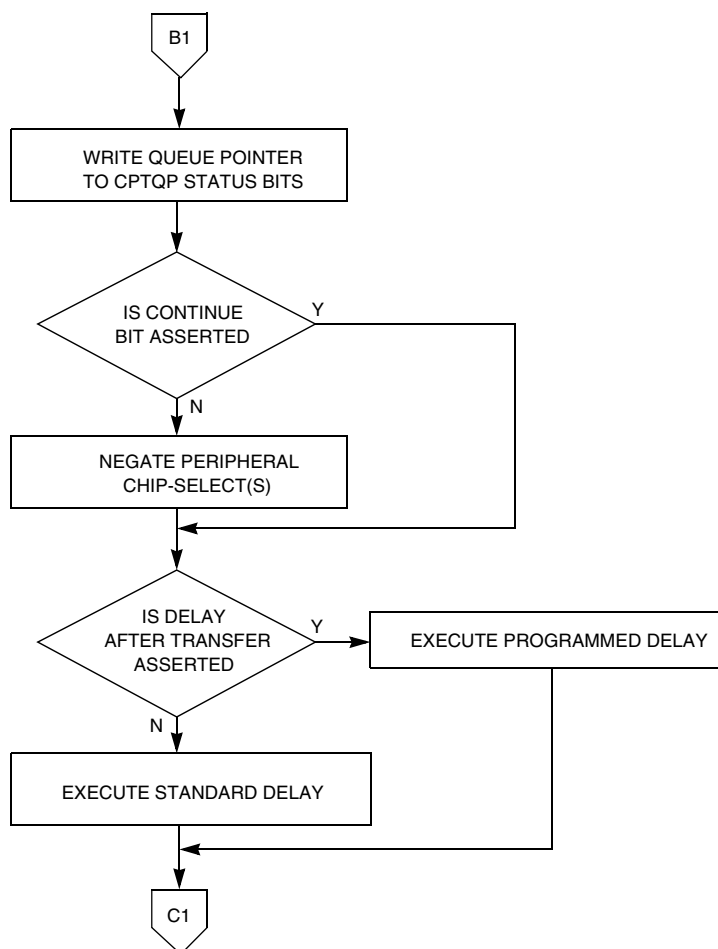 B1
WRITE QUEUE POINTER
TO CPTQP STATUS BITS
IS CONTINUE
BIT ASSERTED
Y
N
NEGATE PERIPHERAL
CHIP-SELECT(S)
IS DELAY
AFTER TRANSFER
ASSERTED
Y
EXECUTE PROGRAMMED DELAY
N
EXECUTE STANDARD DELAY
C1